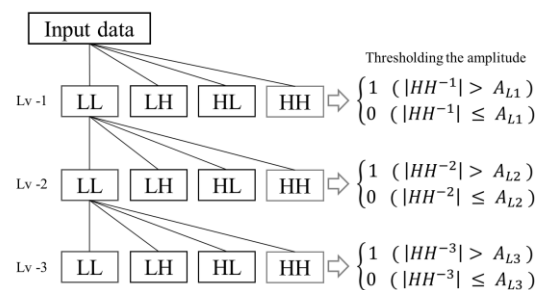 Input data
Thresholding the amplitude
Lv -1 LL LH HL HH
1 ( |HH⁻¹| > A_L1 )
0 ( |HH⁻¹| ≤ A_L1 )
Lv -2 LL LH HL HH
1 ( |HH⁻²| > A_L2 )
0 ( |HH⁻²| ≤ A_L2 )
Lv -3 LL LH HL HH
1 ( |HH⁻³| > A_L3 )
0 ( |HH⁻³| ≤ A_L3 )